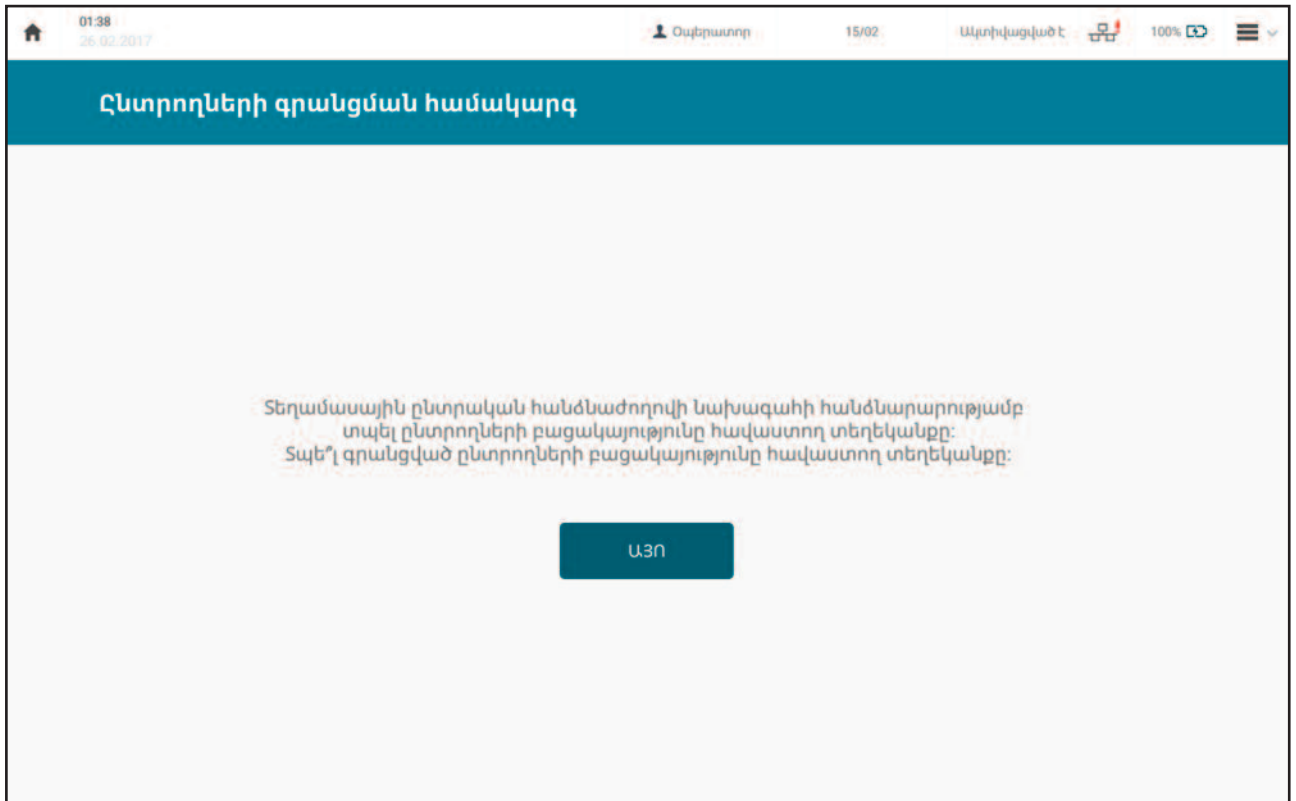 01:38
26.02.2017
Օպերատոր
15/02
Ակտիվացված է
100%
Ընտրողների գրանցման համակարգ
Տեղամասային ընտրական հանձնաժողովի նախագահի հանձնարարությամբ
տպել ընտրողների բացակայությունը հավաստող տեղեկանքը:
Տպե՞լ գրանցված ընտրողների բացակայությունը հավաստող տեղեկանքը:
ԱՅՈ